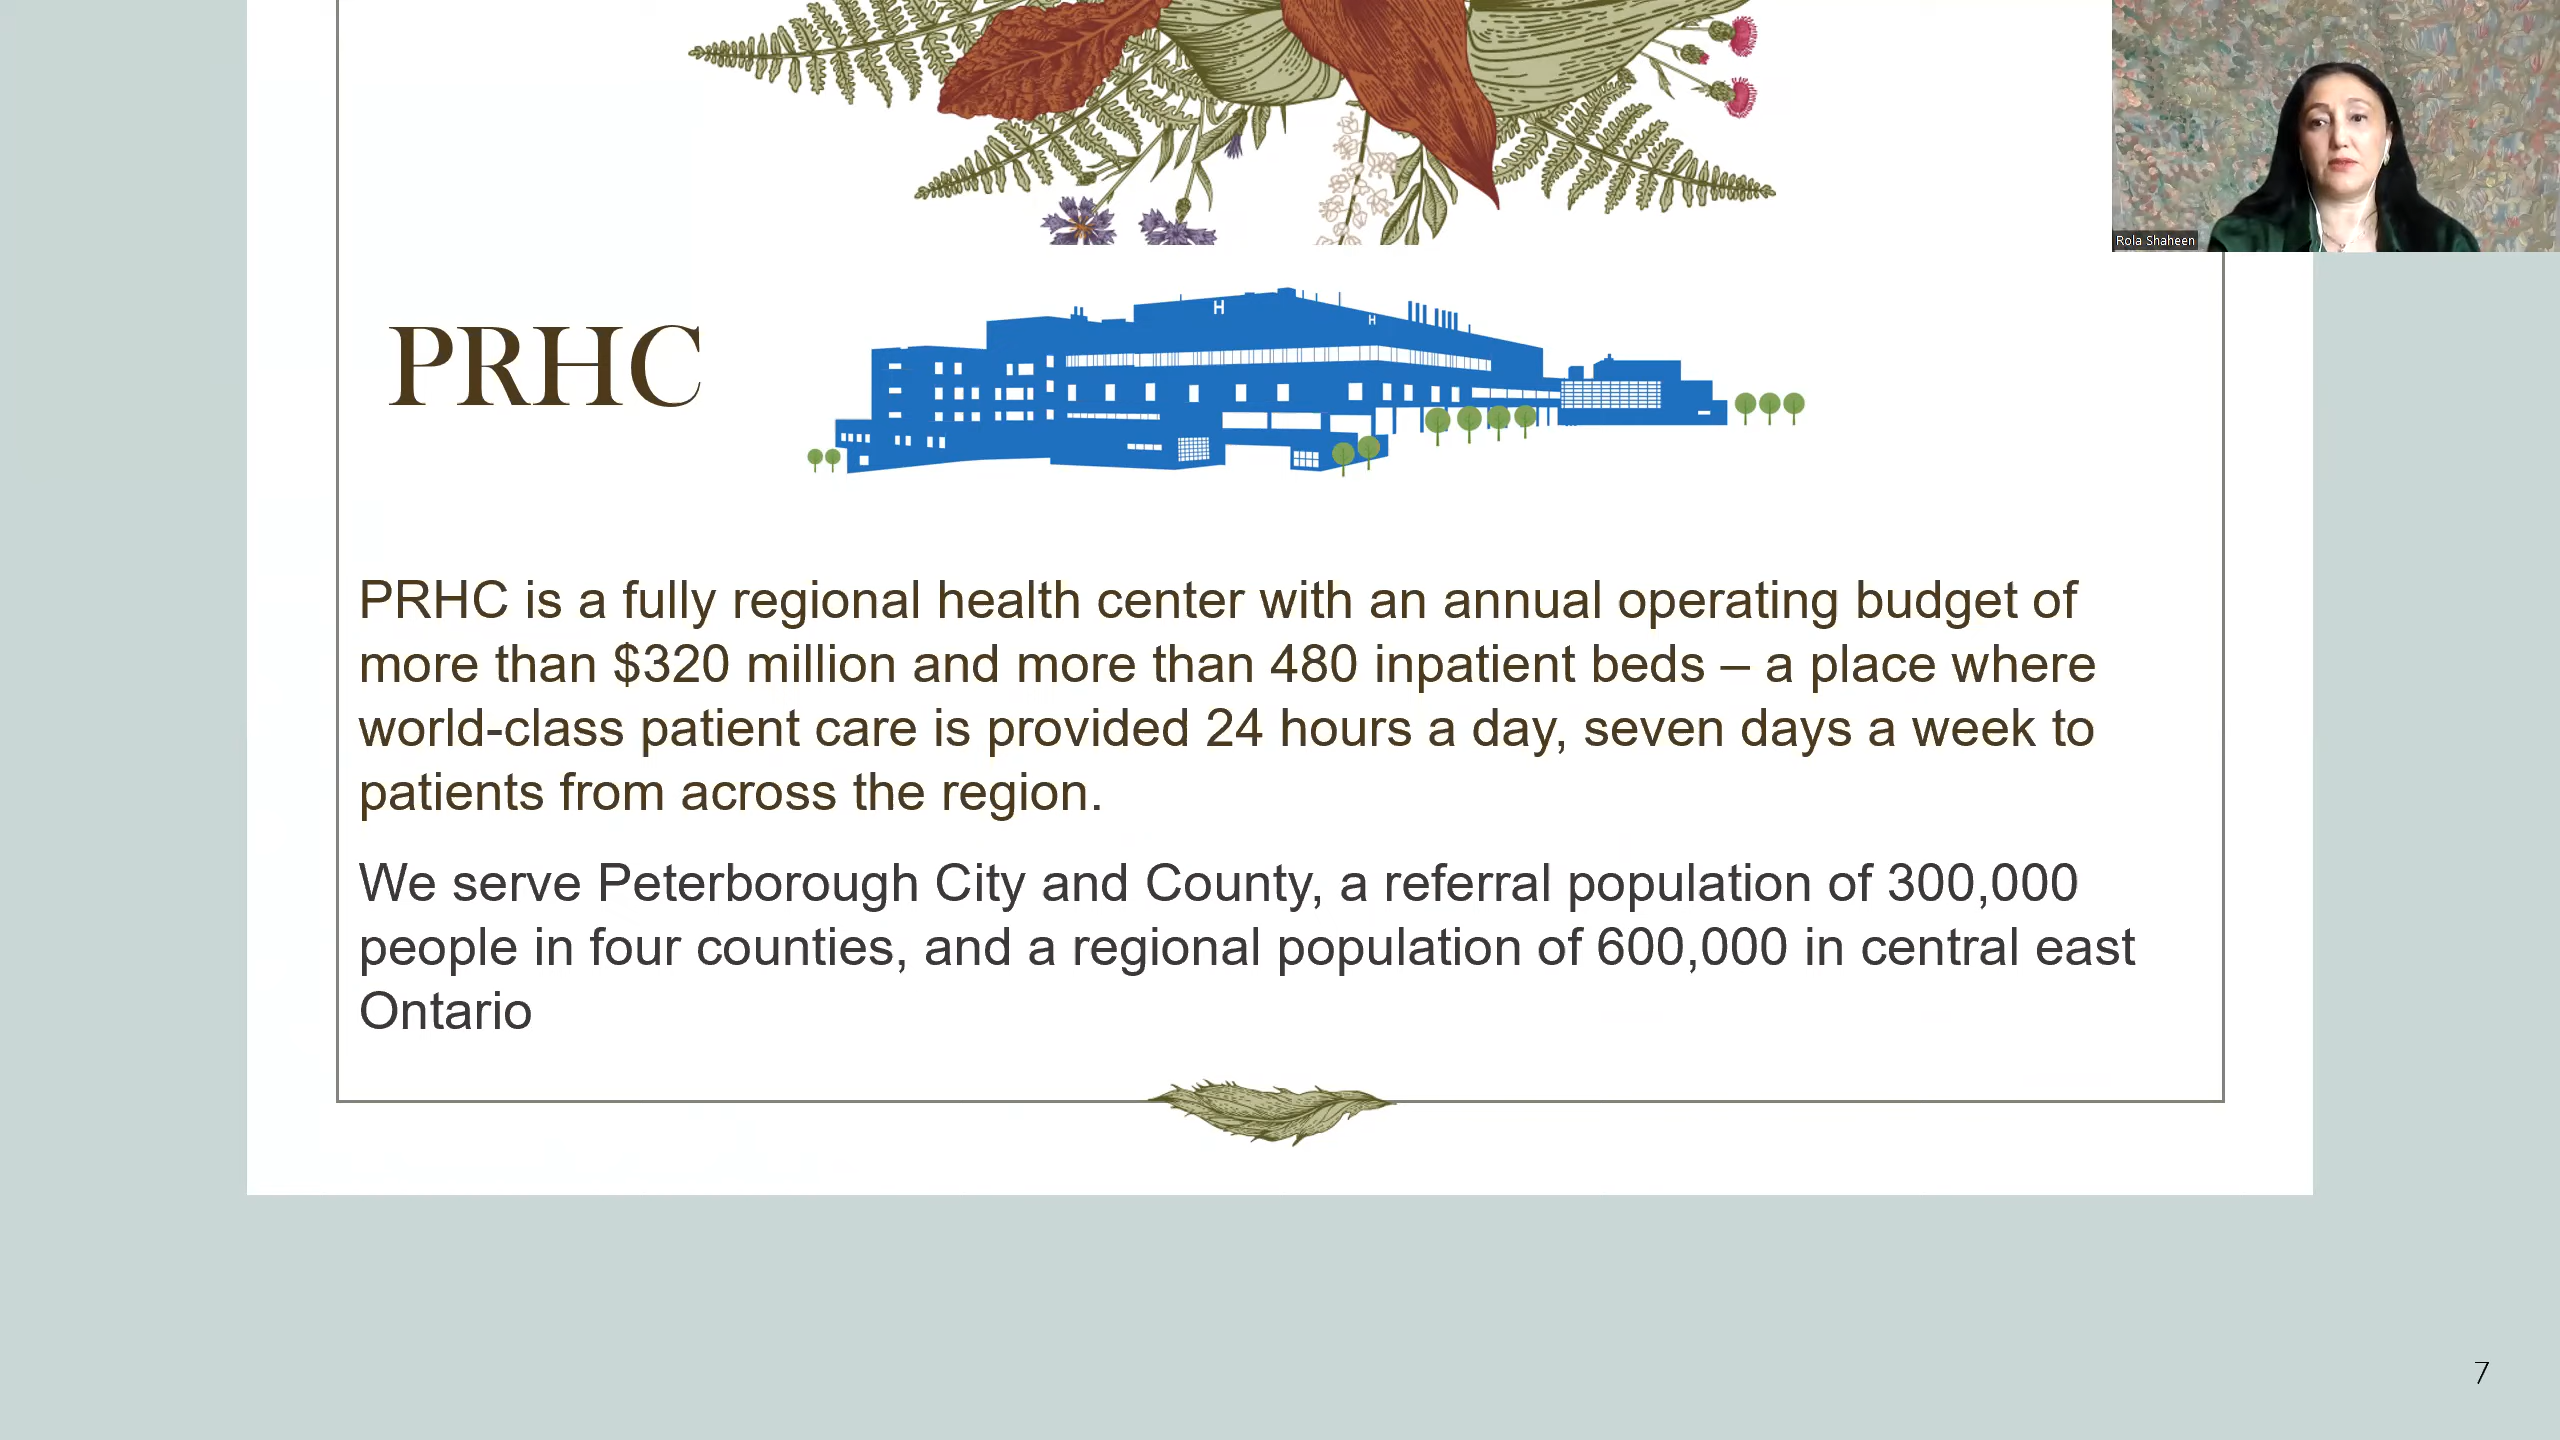 Rola Shaheen
H
H
PRHC
PRHC is a fully regional health center with an annual operating budget of
more than $320 million and more than 480 inpatient beds – a place where
world-class patient care is provided 24 hours a day, seven days a week to
patients from across the region.
We serve Peterborough City and County, a referral population of 300,000
people in four counties, and a regional population of 600,000 in central east
Ontario
7